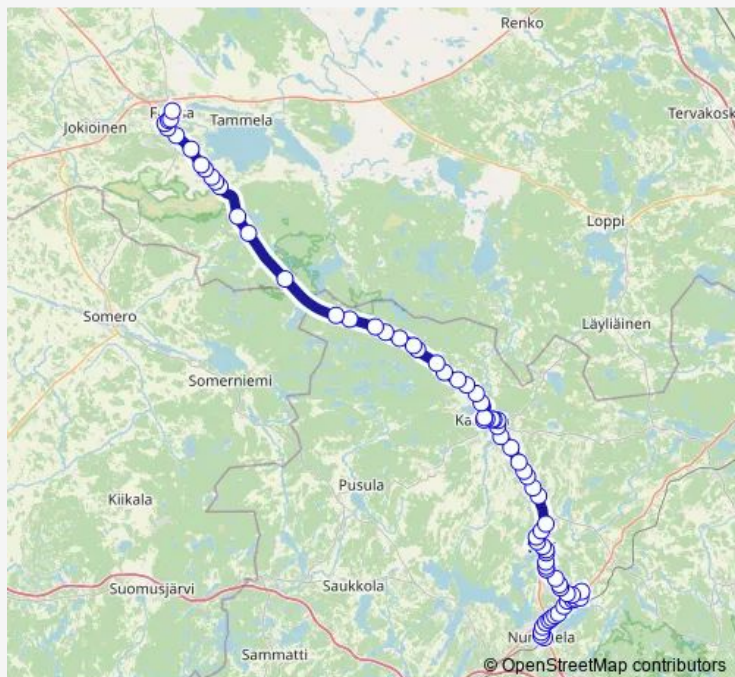 Renko
Tervakosk
Jokioinen
Tammela
Loppi
Somero
Läyliäinen
Somerniemi
Pusula
Kiikala
Suomusjärvi
Saukkola
Sammatti
© OpenStreetMap contributors